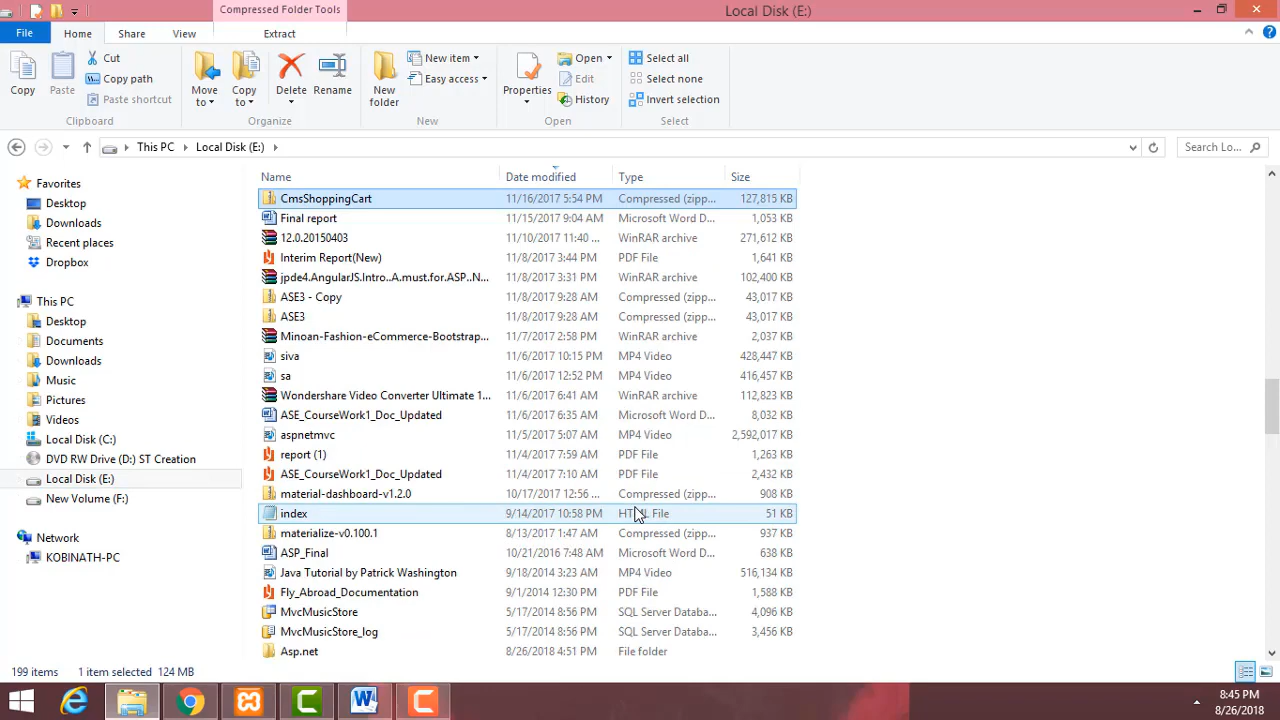 Compressed Folder Tools
Local Disk (E:)
File Home Share View Extract
Copy
Paste
Cut
Copy path
Paste shortcut
Clipboard
Move to
Copy to
Delete
Rename
Organize
New folder
New item
Easy access
New
Properties
Open
Edit
History
Open
Select all
Select none
Invert selection
Select
This PC Local Disk (E:)
Search Lo...
Favorites
Desktop
Downloads
Recent places
Dropbox
This PC
Desktop
Documents
Downloads
Music
Pictures
Videos
Local Disk (C:)
DVD RW Drive (D:) ST Creation
Local Disk (E:)
New Volume (F:)
Network
KOBINATH-PC
Name Date modified Type Size
CmsShoppingCart 11/16/2017 5:54 PM Compressed (zipp... 127,815 KB
Final report 11/15/2017 9:04 AM Microsoft Word D... 1,053 KB
12.0.20150403 11/10/2017 11:40 ... WinRAR archive 271,612 KB
Interim Report(New) 11/8/2017 3:44 PM PDF File 1,641 KB
jpde4.AngularJS.Intro..A.must.for.ASP..N... 11/8/2017 3:31 PM WinRAR archive 102,400 KB
ASE3 - Copy 11/8/2017 9:28 AM Compressed (zipp... 43,017 KB
ASE3 11/8/2017 9:28 AM Compressed (zipp... 43,017 KB
Minoan-Fashion-eCommerce-Bootstrap... 11/7/2017 2:58 PM WinRAR archive 2,037 KB
siva 11/6/2017 10:15 PM MP4 Video 428,447 KB
sa 11/6/2017 12:52 PM MP4 Video 416,457 KB
Wondershare Video Converter Ultimate 1... 11/6/2017 6:41 AM WinRAR archive 112,823 KB
ASE_CourseWork1_Doc_Updated 11/6/2017 6:35 AM Microsoft Word D... 8,032 KB
aspnetmvc 11/5/2017 5:07 AM MP4 Video 2,592,017 KB
report (1) 11/4/2017 7:59 AM PDF File 1,263 KB
ASE_CourseWork1_Doc_Updated 11/4/2017 7:10 AM PDF File 2,432 KB
material-dashboard-v1.2.0 10/17/2017 12:56 ... Compressed (zipp... 908 KB
index 9/14/2017 10:58 PM HTML File 51 KB
materialize-v0.100.1 8/13/2017 1:47 AM Compressed (zipp... 937 KB
ASP_Final 10/21/2016 7:48 AM Microsoft Word D... 638 KB
Java Tutorial by Patrick Washington 9/18/2014 3:23 AM MP4 Video 516,134 KB
Fly_Abroad_Documentation 9/1/2014 12:30 PM PDF File 1,588 KB
MvcMusicStore 5/17/2014 8:56 PM SQL Server Databa... 4,096 KB
MvcMusicStore_log 5/17/2014 8:56 PM SQL Server Databa... 3,456 KB
Asp.net 8/26/2018 4:51 PM File folder
199 items 1 item selected 124 MB
8:45 PM
8/26/2018